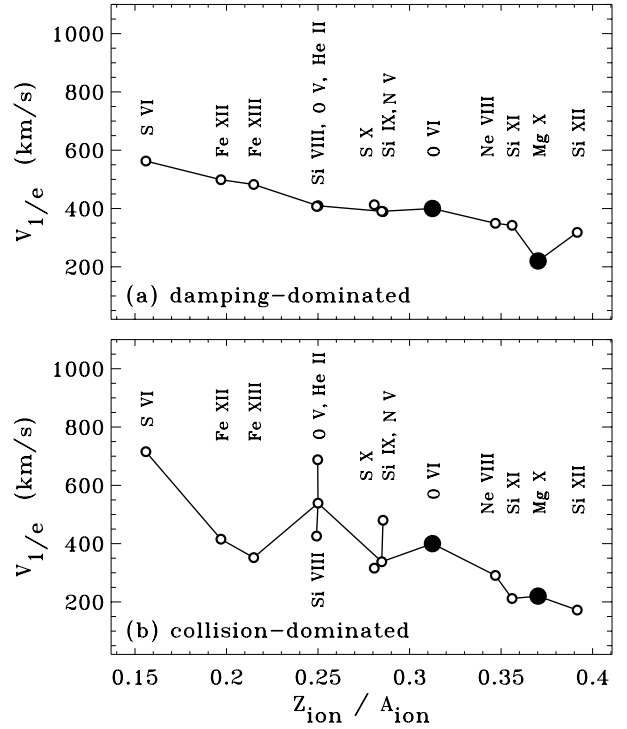 1000
800
600
400
200
V1/e (km/s)
S VI
Fe XII
Fe XIII
Si VIII, O V, He II
S X
Si IX, N V
O VI
Ne VIII
Si XI
Mg X
Si XII
(a) damping-dominated
1000
800
600
400
200
V1/e (km/s)
S VI
Fe XII
Fe XIII
O V, He II
Si VIII
S X
Si IX, N V
O VI
Ne VIII
Si XI
Mg X
Si XII
(b) collision-dominated
0.15 0.2 0.25 0.3 0.35 0.4
Zion / Aion